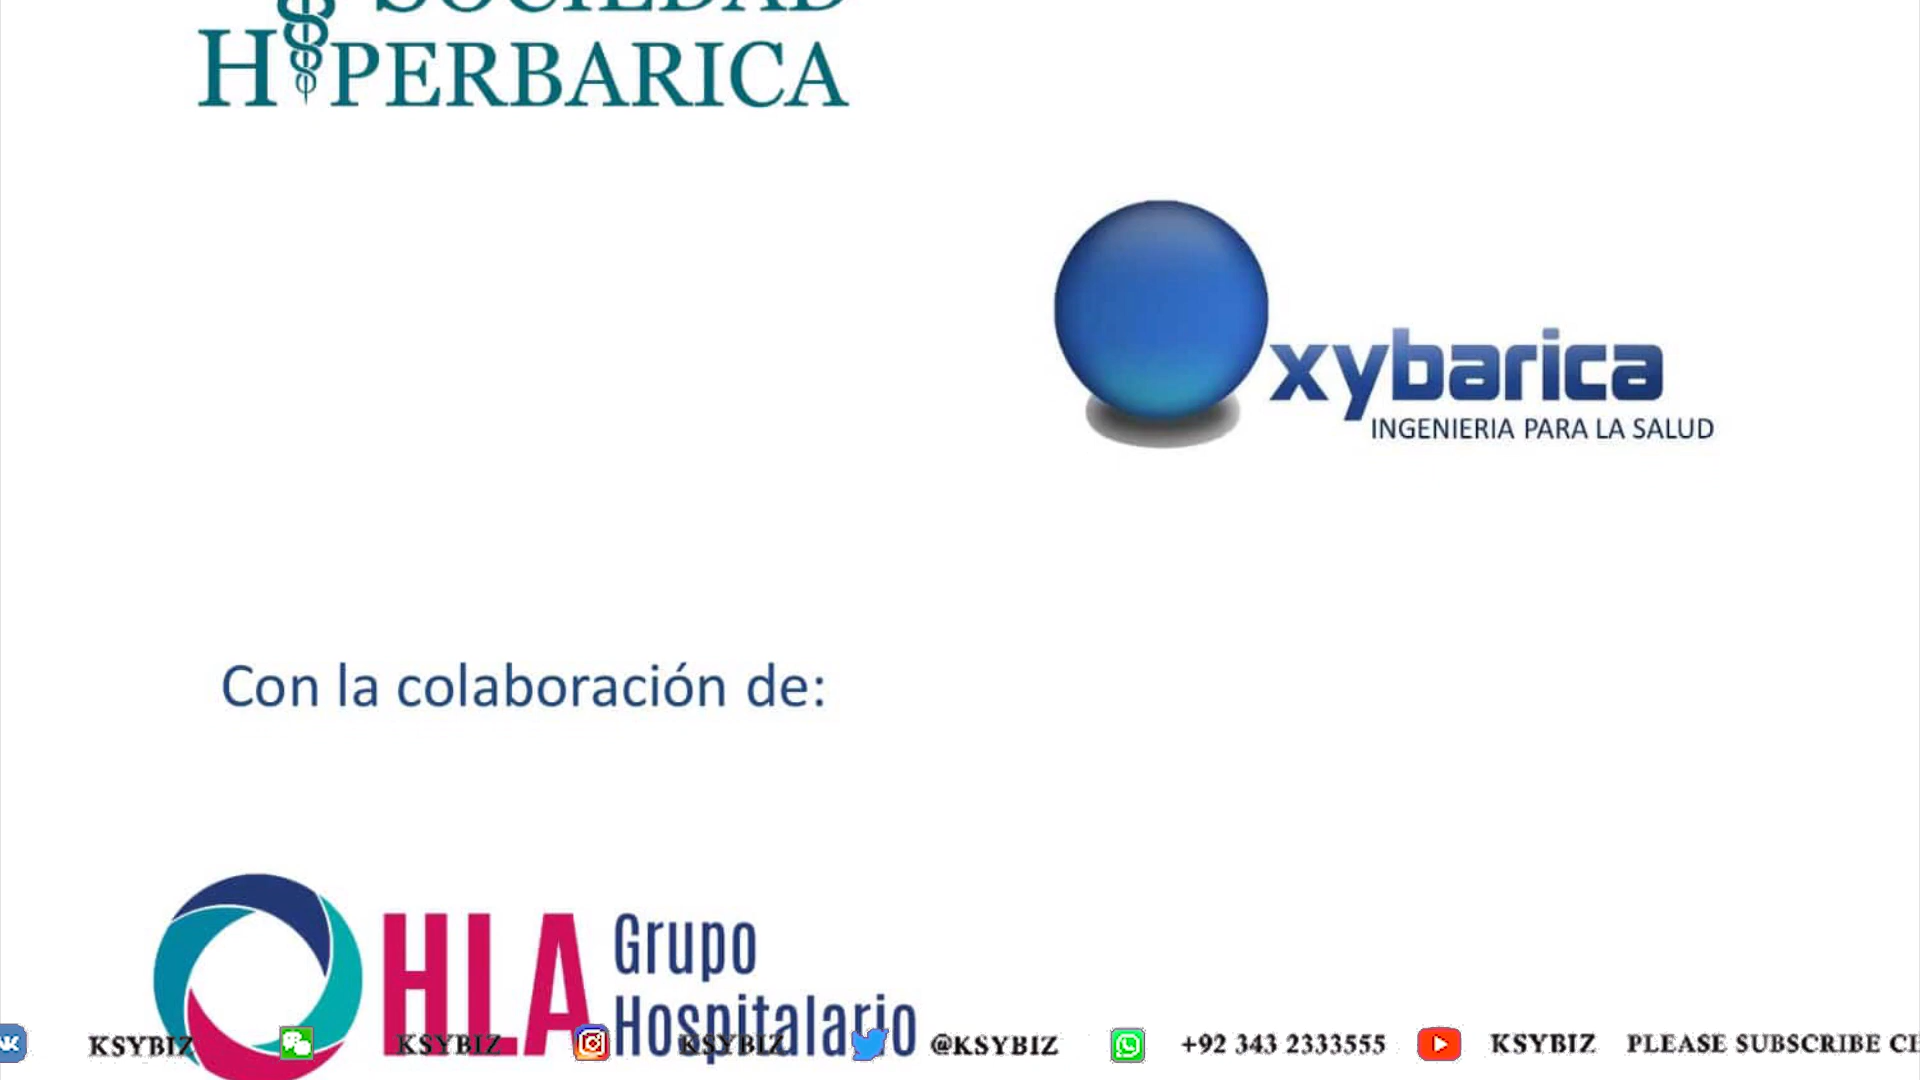 SOCIEDAD
HIPERBARICA
Oxybarica
INGENIERIA PARA LA SALUD
Con la colaboración de:
HLA Grupo
Hospitalario
KSYBIZ KSYBIZ KSYBIZ @KSYBIZ +92 343 2333555 KSYBIZ PLEASE SUBSCRIBE